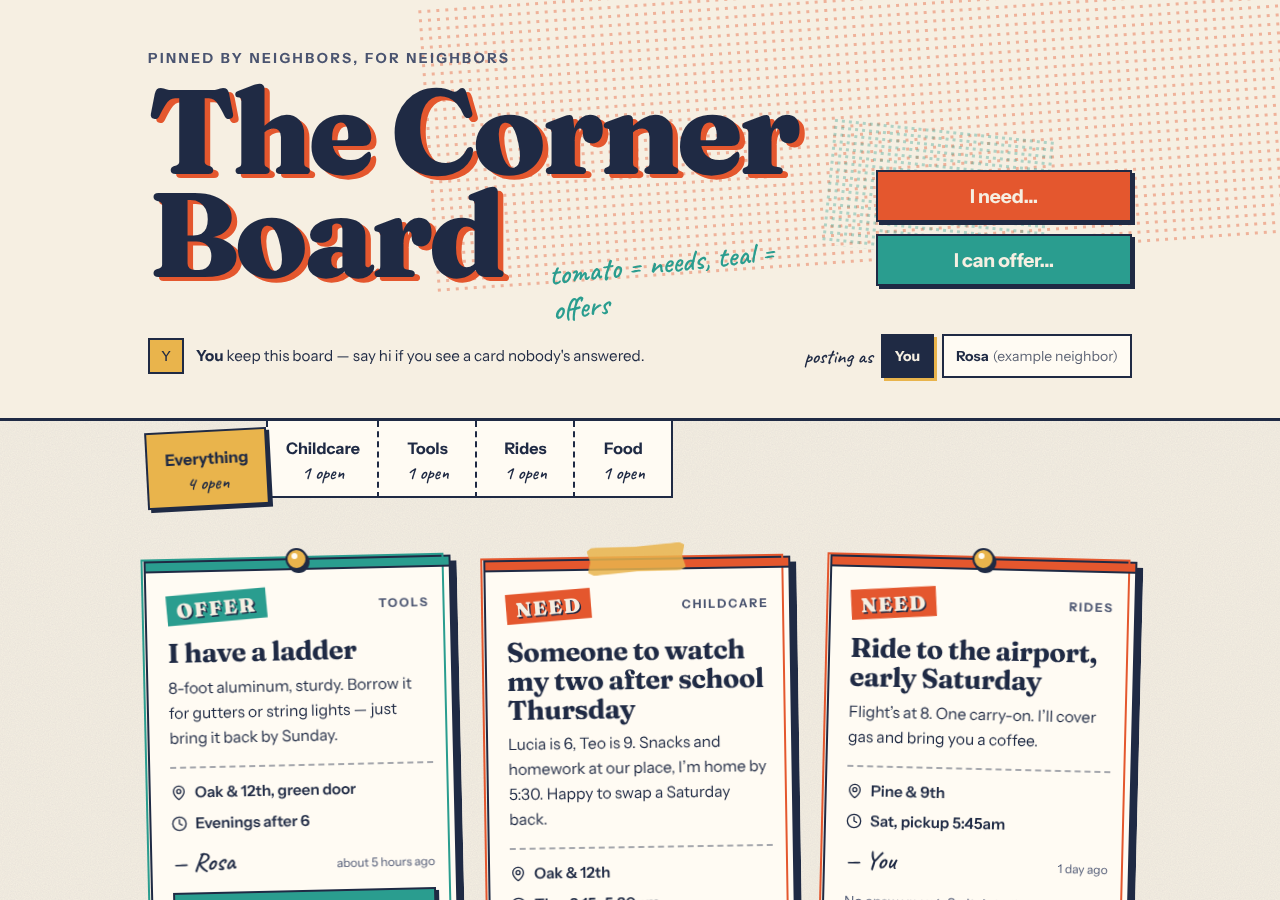 PINNED BY NEIGHBORS, FOR NEIGHBORS
The Corner
Board
tomato = needs, teal =
offers
I need...
I can offer...
Y
You keep this board — say hi if you see a card nobody's answered.
posting as
You
Rosa (example neighbor)
Everything
4 open
Childcare
1 open
Tools
1 open
Rides
1 open
Food
1 open
OFFER
TOOLS
I have a ladder
8-foot aluminum, sturdy. Borrow it
for gutters or string lights — just
bring it back by Sunday.
Oak & 12th, green door
Evenings after 6
— Rosa
about 5 hours ago
NEED
CHILDCARE
Someone to watch
my two after school
Thursday
Lucia is 6, Teo is 9. Snacks and
homework at our place, I'm home by
5:30. Happy to swap a Saturday
back.
Oak & 12th
NEED
RIDES
Ride to the airport,
early Saturday
Flight's at 8. One carry-on. I'll cover
gas and bring you a coffee.
Pine & 9th
Sat, pickup 5:45am
— You
1 day ago